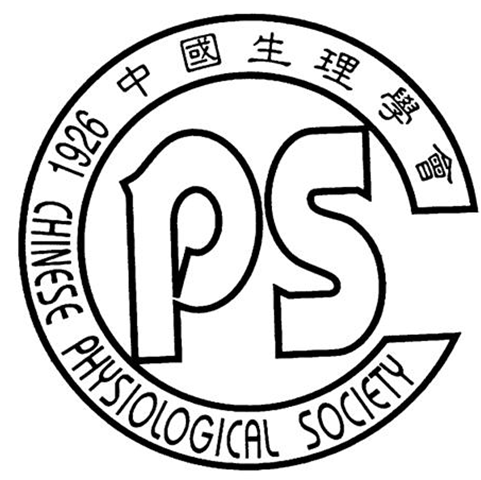 中國生理學會
1926
CHINESE PHYSIOLOGICAL SOCIETY
PS